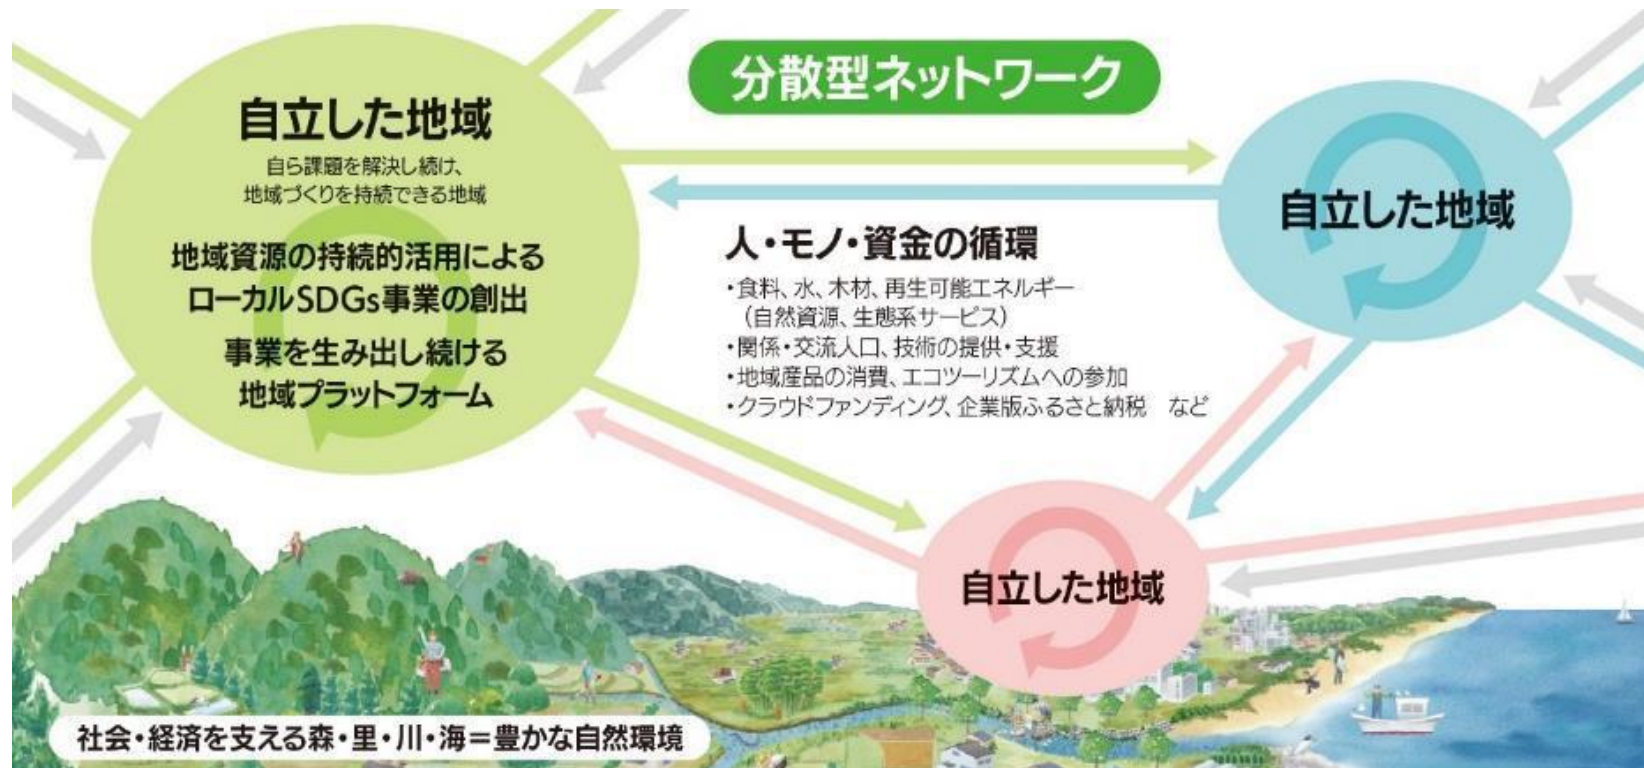 分散型ネットワーク
自立した地域
自ら課題を解決し続け、
地域づくりを持続できる地域
地域資源の持続的活用による
ローカルSDGs事業の創出
事業を生み出し続ける
地域プラットフォーム
自立した地域
人・モノ・資金の循環
・食料、水、木材、再生可能エネルギー
（自然資源、生態系サービス）
・関係・交流人口、技術の提供・支援
・地域産品の消費、エコツーリズムへの参加
・クラウドファンディング、企業版ふるさと納税　など
自立した地域
社会・経済を支える森・里・川・海＝豊かな自然環境